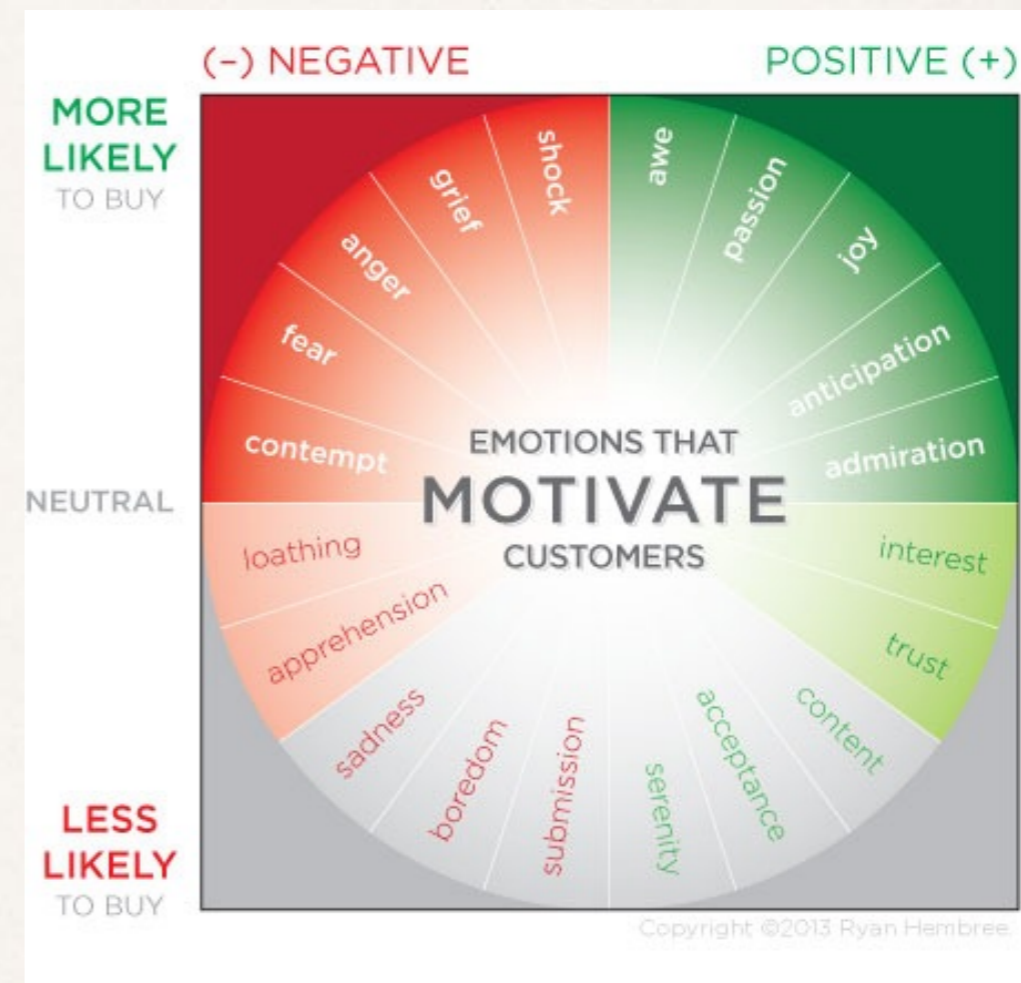 (–) NEGATIVE
POSITIVE (+)
MORE
LIKELY
TO BUY
shock
grief
anger
fear
contempt
awe
passion
joy
anticipation
admiration
NEUTRAL
EMOTIONS THAT
MOTIVATE
CUSTOMERS
loathing
apprehension
sadness
boredom
submission
serenity
acceptance
content
trust
interest
LESS
LIKELY
TO BUY
Copyright ©2013 Ryan Hembree.